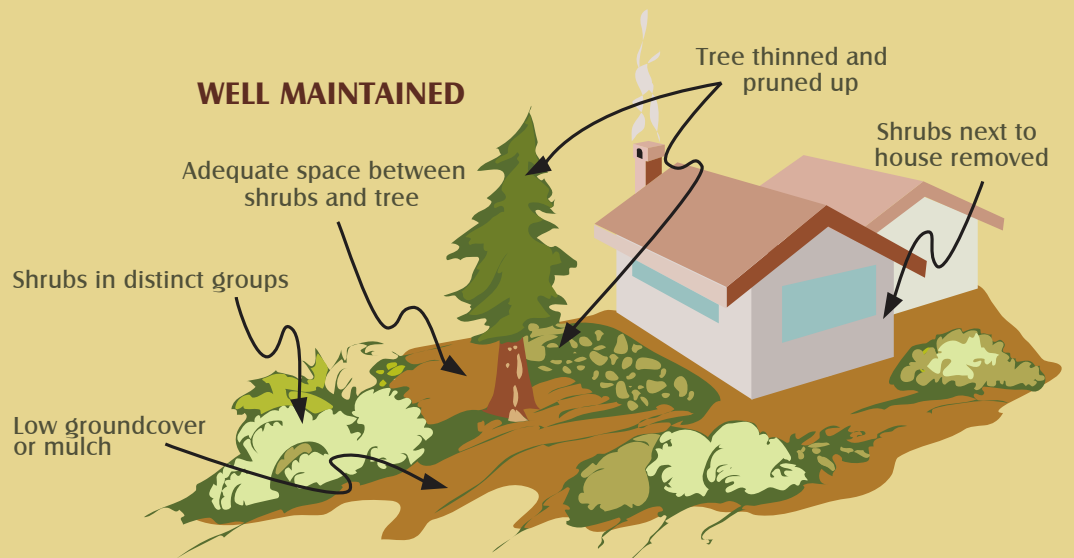 WELL MAINTAINED
Tree thinned and
pruned up
Shrubs next to
house removed
Adequate space between
shrubs and tree
Shrubs in distinct groups
Low groundcover
or mulch